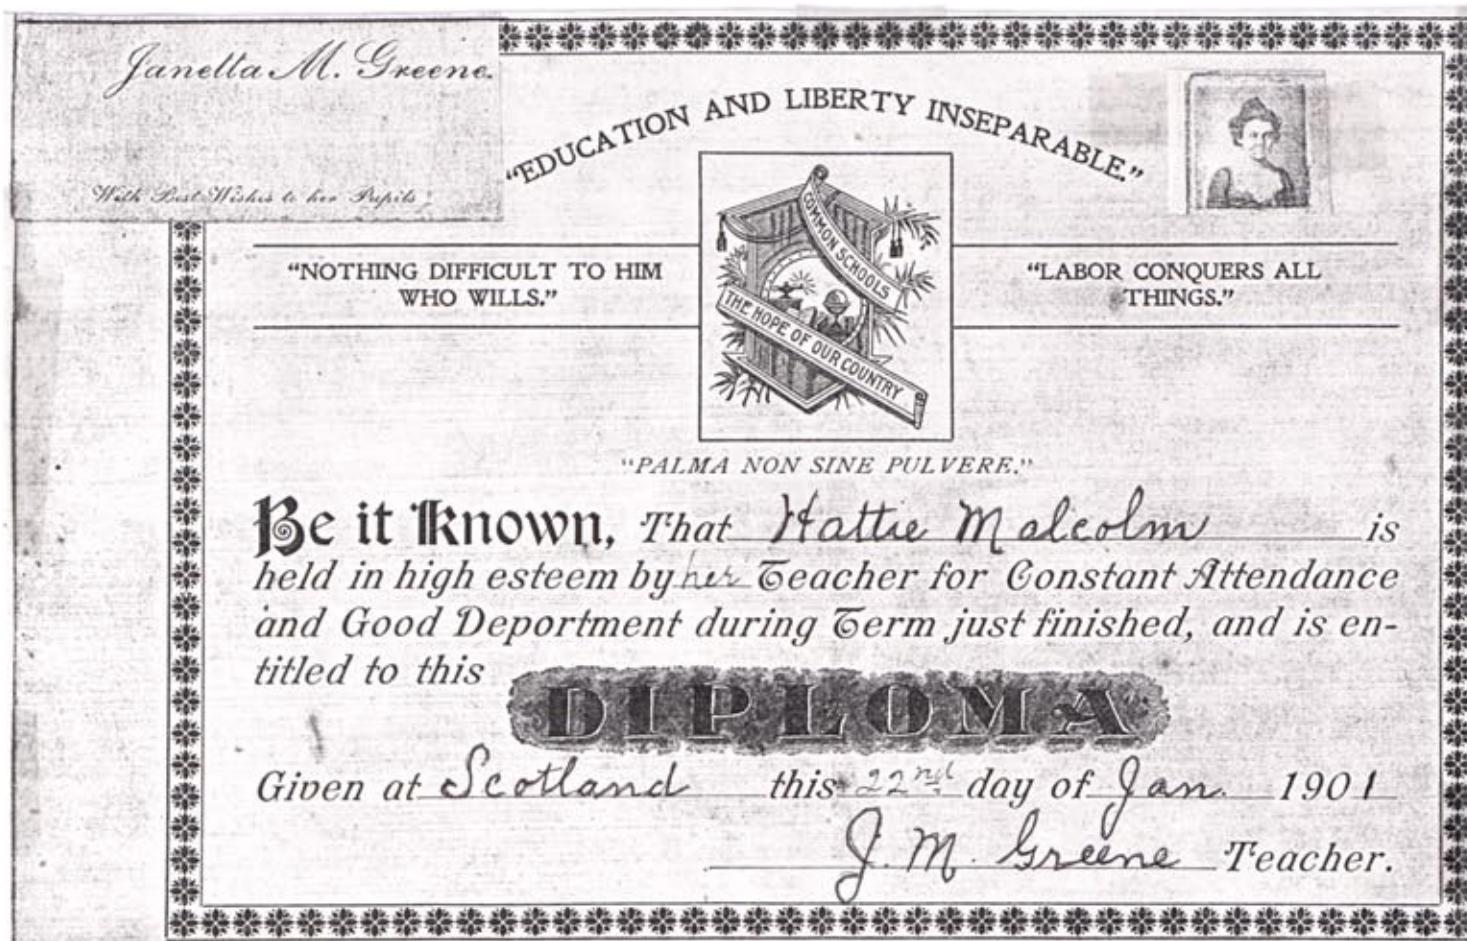 Janetta M. Greene.
With Best Wishes to her Pupils
"EDUCATION AND LIBERTY INSEPARABLE."
"NOTHING DIFFICULT TO HIM
WHO WILLS."
COMMON SCHOOLS
THE HOPE OF OUR COUNTRY
"LABOR CONQUERS ALL
THINGS."
"PALMA NON SINE PULVERE."
Be it Known, That Hattie Malcolm is
held in high esteem by her Teacher for Constant Attendance
and Good Deportment during Term just finished, and is en-
titled to this
DIPLOMA
Given at Scotland this 22nd day of Jan. 1901
J. M. Greene Teacher.